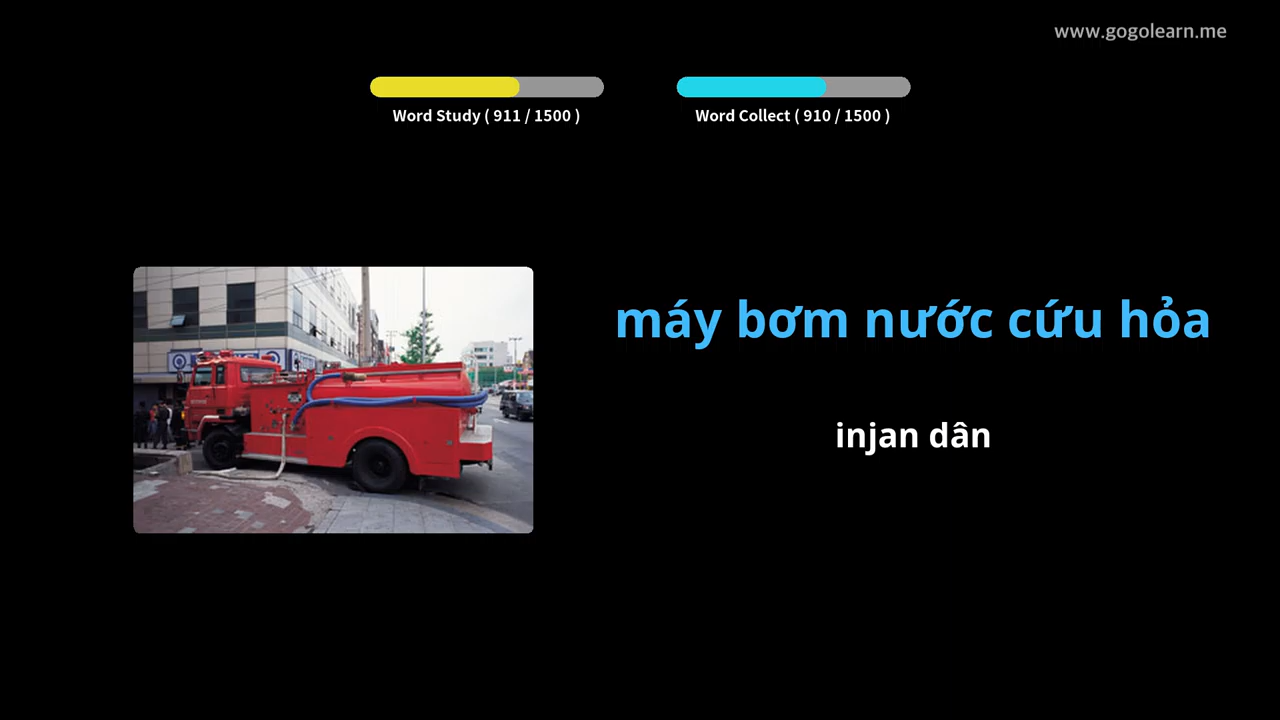 www.gogolearn.me
Word Study ( 911 / 1500 )
Word Collect ( 910 / 1500 )
máy bơm nước cứu hỏa
injan dân